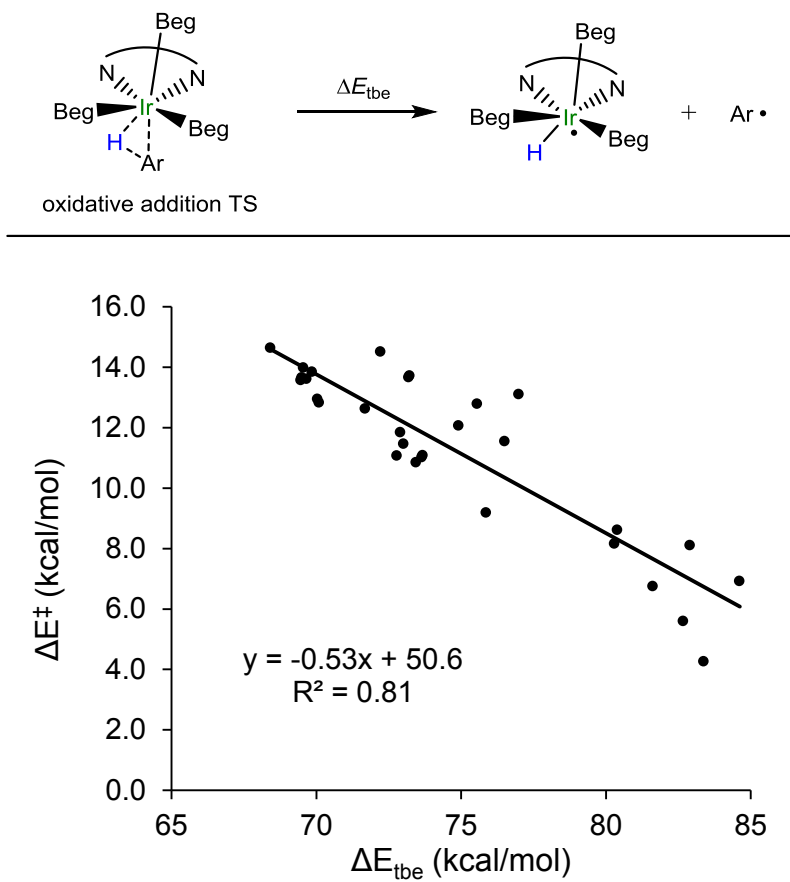 Beg
Beg
N
N
ΔE_tbe
N
N
Beg
Ir
Beg
Beg
Ir
•
Beg
+
Ar •
H
Ar
H
oxidative addition TS
16.0
14.0
12.0
10.0
8.0
6.0
4.0
2.0
0.0
ΔE‡ (kcal/mol)
y = -0.53x + 50.6
R² = 0.81
65
70
75
80
85
ΔE_tbe (kcal/mol)